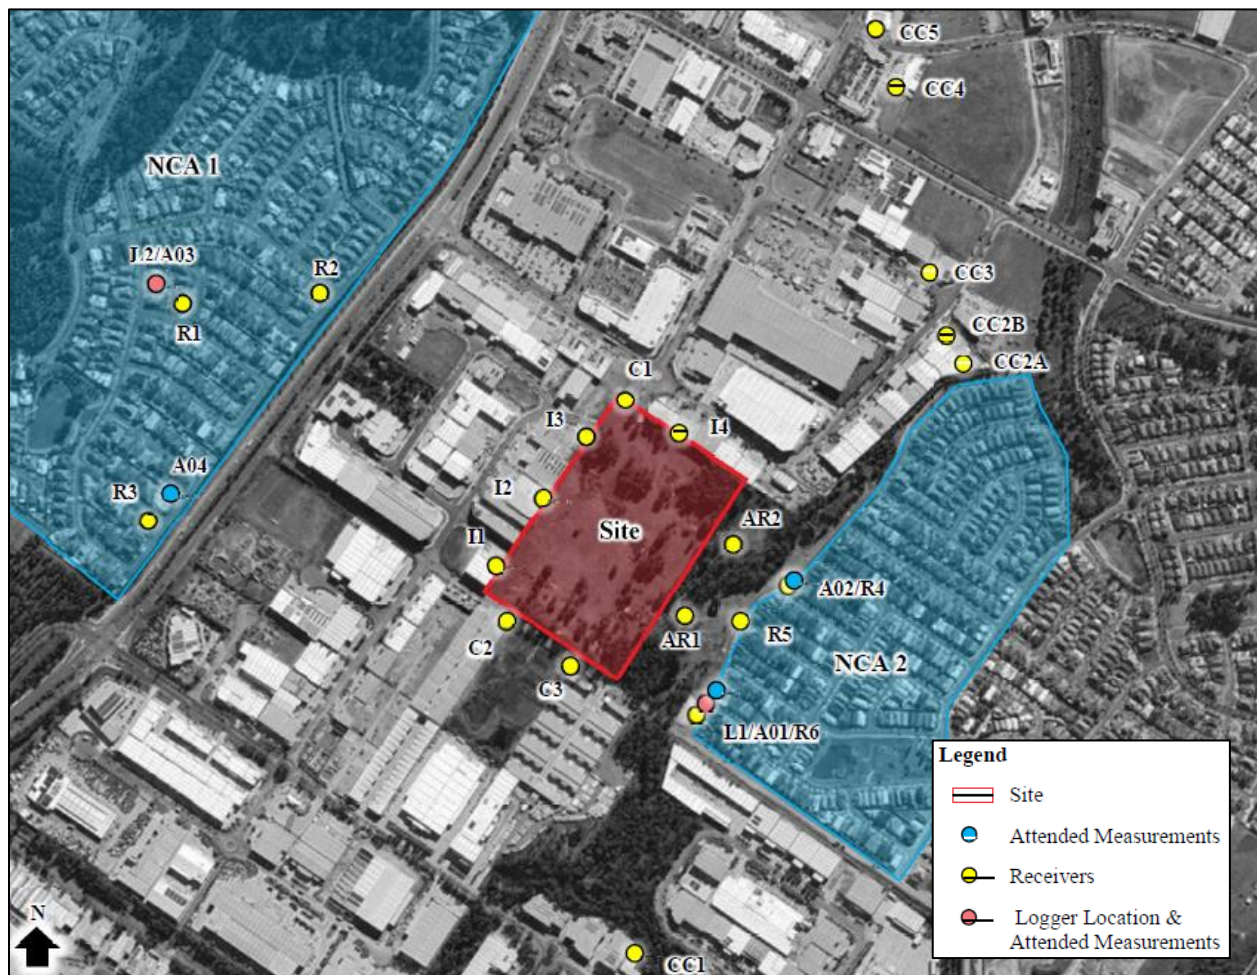 CC5
CC4
NCA 1
L2/A03
R2
CC3
R1
CC2B
CC2A
C1
I3
I4
A04
I2
R3
Site
AR2
I1
A02/R4
AR1
R5
C2
NCA 2
C3
L1/A01/R6
Legend
Site
Attended Measurements
Receivers
Logger Location &
Attended Measurements
N
CC1